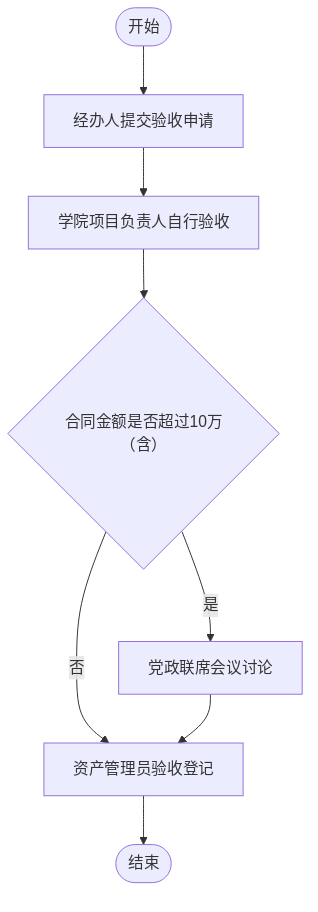 开始
经办人提交验收申请
学院项目负责人自行验收
合同金额是否超过10万
（含）
是
否
党政联席会议讨论
资产管理员验收登记
结束